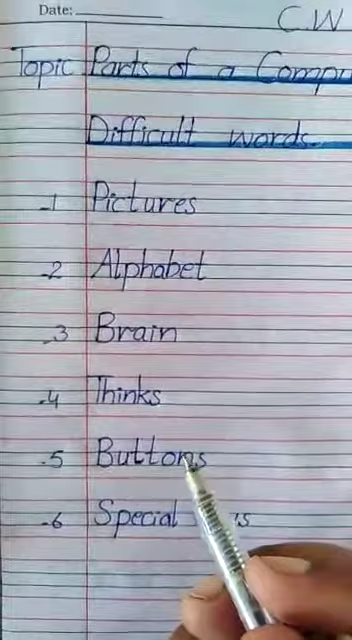 Date:
C.W
Topic Parts of a Compu
Difficult words.
1 Pictures
2 Alphabet
3 Brain
4 Thinks
5 Buttons
6 Special